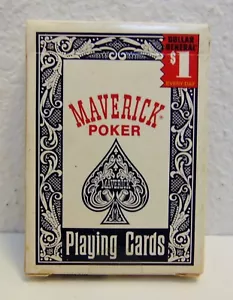 DOLLAR
GENERAL
$1
MAVERICK
POKER
MAVERICK
Playing Cards